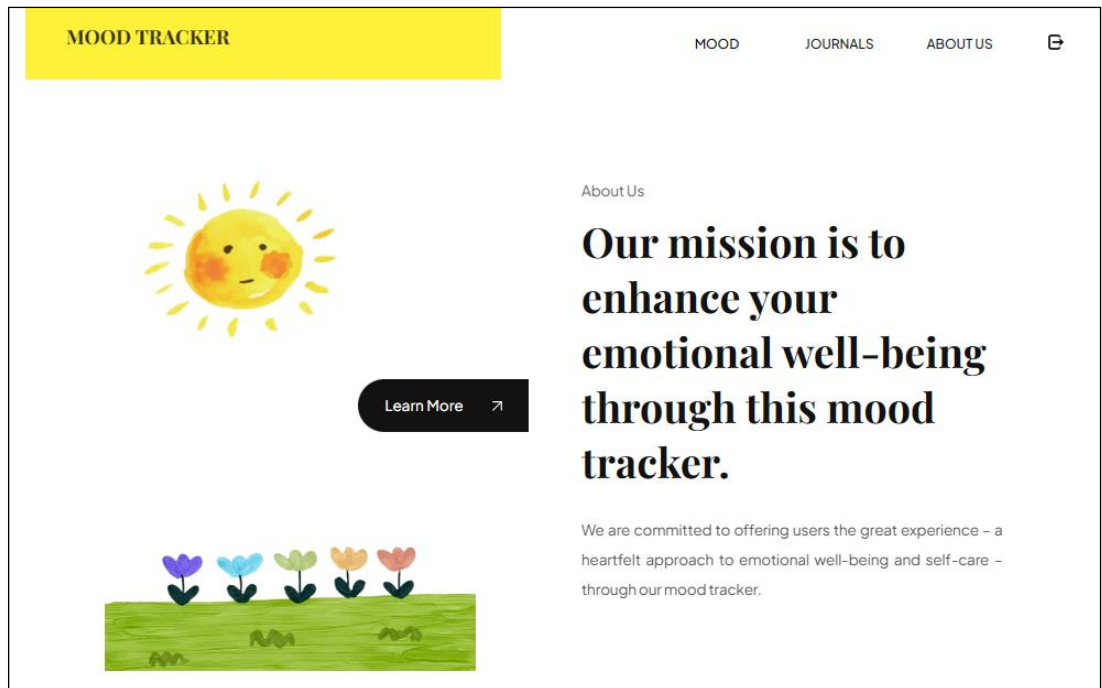 MOOD TRACKER
MOOD JOURNALS ABOUT US
About Us
Our mission is to
enhance your
emotional well-being
through this mood
tracker.
Learn More
We are committed to offering users the great experience – a
heartfelt approach to emotional well-being and self-care –
through our mood tracker.